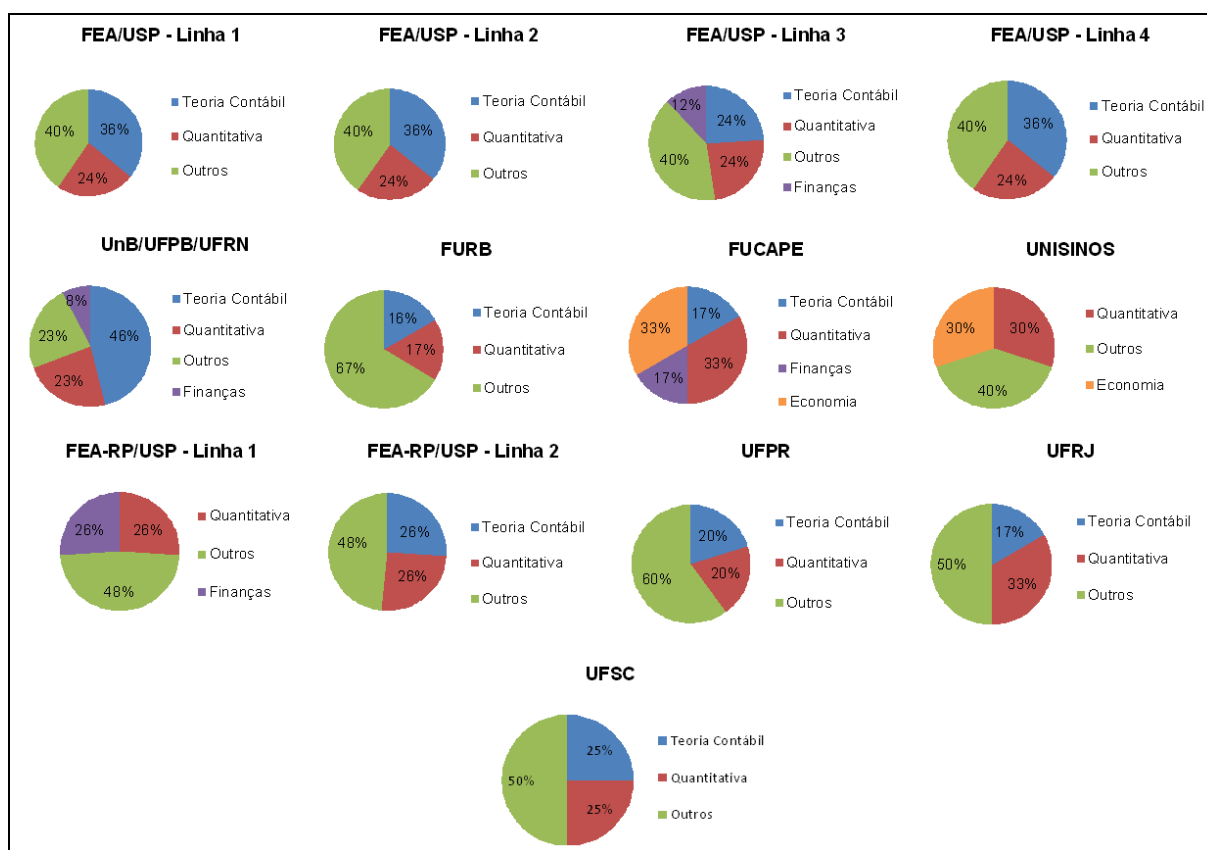 FEA/USP - Linha 1
40%
36%
24%
Teoria Contábil
Quantitativa
Outros
FEA/USP - Linha 2
40%
36%
24%
Teoria Contábil
Quantitativa
Outros
FEA/USP - Linha 3
12%
24%
40%
24%
Teoria Contábil
Quantitativa
Outros
Finanças
FEA/USP - Linha 4
40%
36%
24%
Teoria Contábil
Quantitativa
Outros
UnB/UFPB/UFRN
8%
23%
46%
23%
Teoria Contábil
Quantitativa
Outros
Finanças
FURB
16%
17%
67%
Teoria Contábil
Quantitativa
Outros
FUCAPE
17%
33%
33%
17%
Teoria Contábil
Quantitativa
Finanças
Economia
UNISINOS
30%
30%
40%
Quantitativa
Outros
Economia
FEA-RP/USP - Linha 1
26%
26%
48%
Quantitativa
Outros
Finanças
FEA-RP/USP - Linha 2
48%
26%
26%
Teoria Contábil
Quantitativa
Outros
UFPR
20%
60%
20%
Teoria Contábil
Quantitativa
Outros
UFRJ
17%
50%
33%
Teoria Contábil
Quantitativa
Outros
UFSC
25%
50%
25%
Teoria Contábil
Quantitativa
Outros